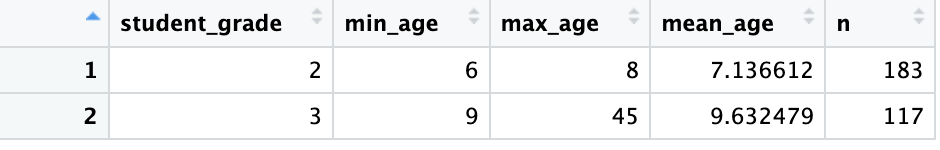 student_grade min_age max_age mean_age n
1 2 6 8 7.136612 183
2 3 9 45 9.632479 117